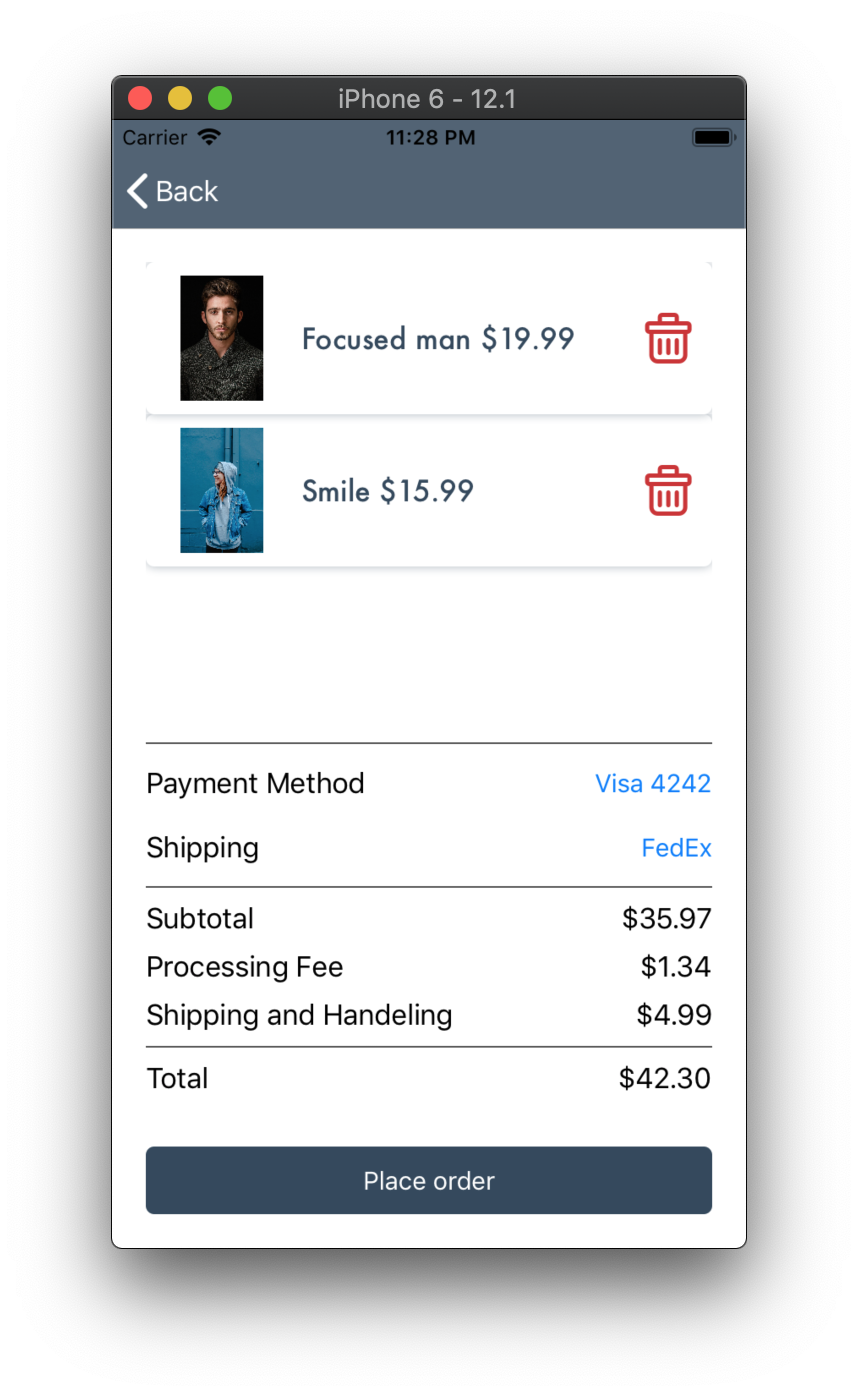 iPhone 6 - 12.1
Carrier 11:28 PM
Back
Focused man $19.99
Smile $15.99
Payment Method Visa 4242
Shipping FedEx
Subtotal $35.97
Processing Fee $1.34
Shipping and Handeling $4.99
Total $42.30
Place order